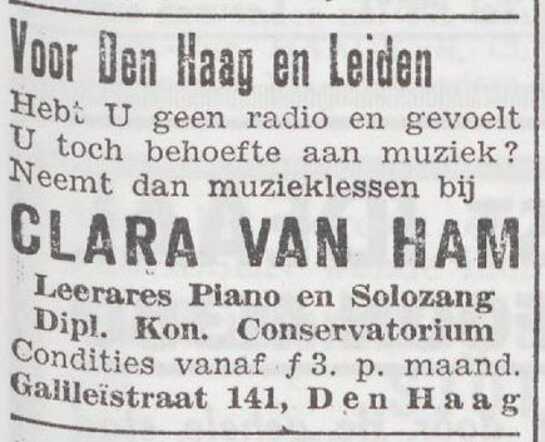 Voor Den Haag en Leiden
Hebt U geen radio en gevoelt
U toch behoefte aan muziek?
Neemt dan muzieklessen bij
CLARA VAN HAM
Leerares Piano en Solozang
Dipl. Kon. Conservatorium
Condities vanaf ƒ 3. p. maand.
Galileïstraat 141, Den Haag